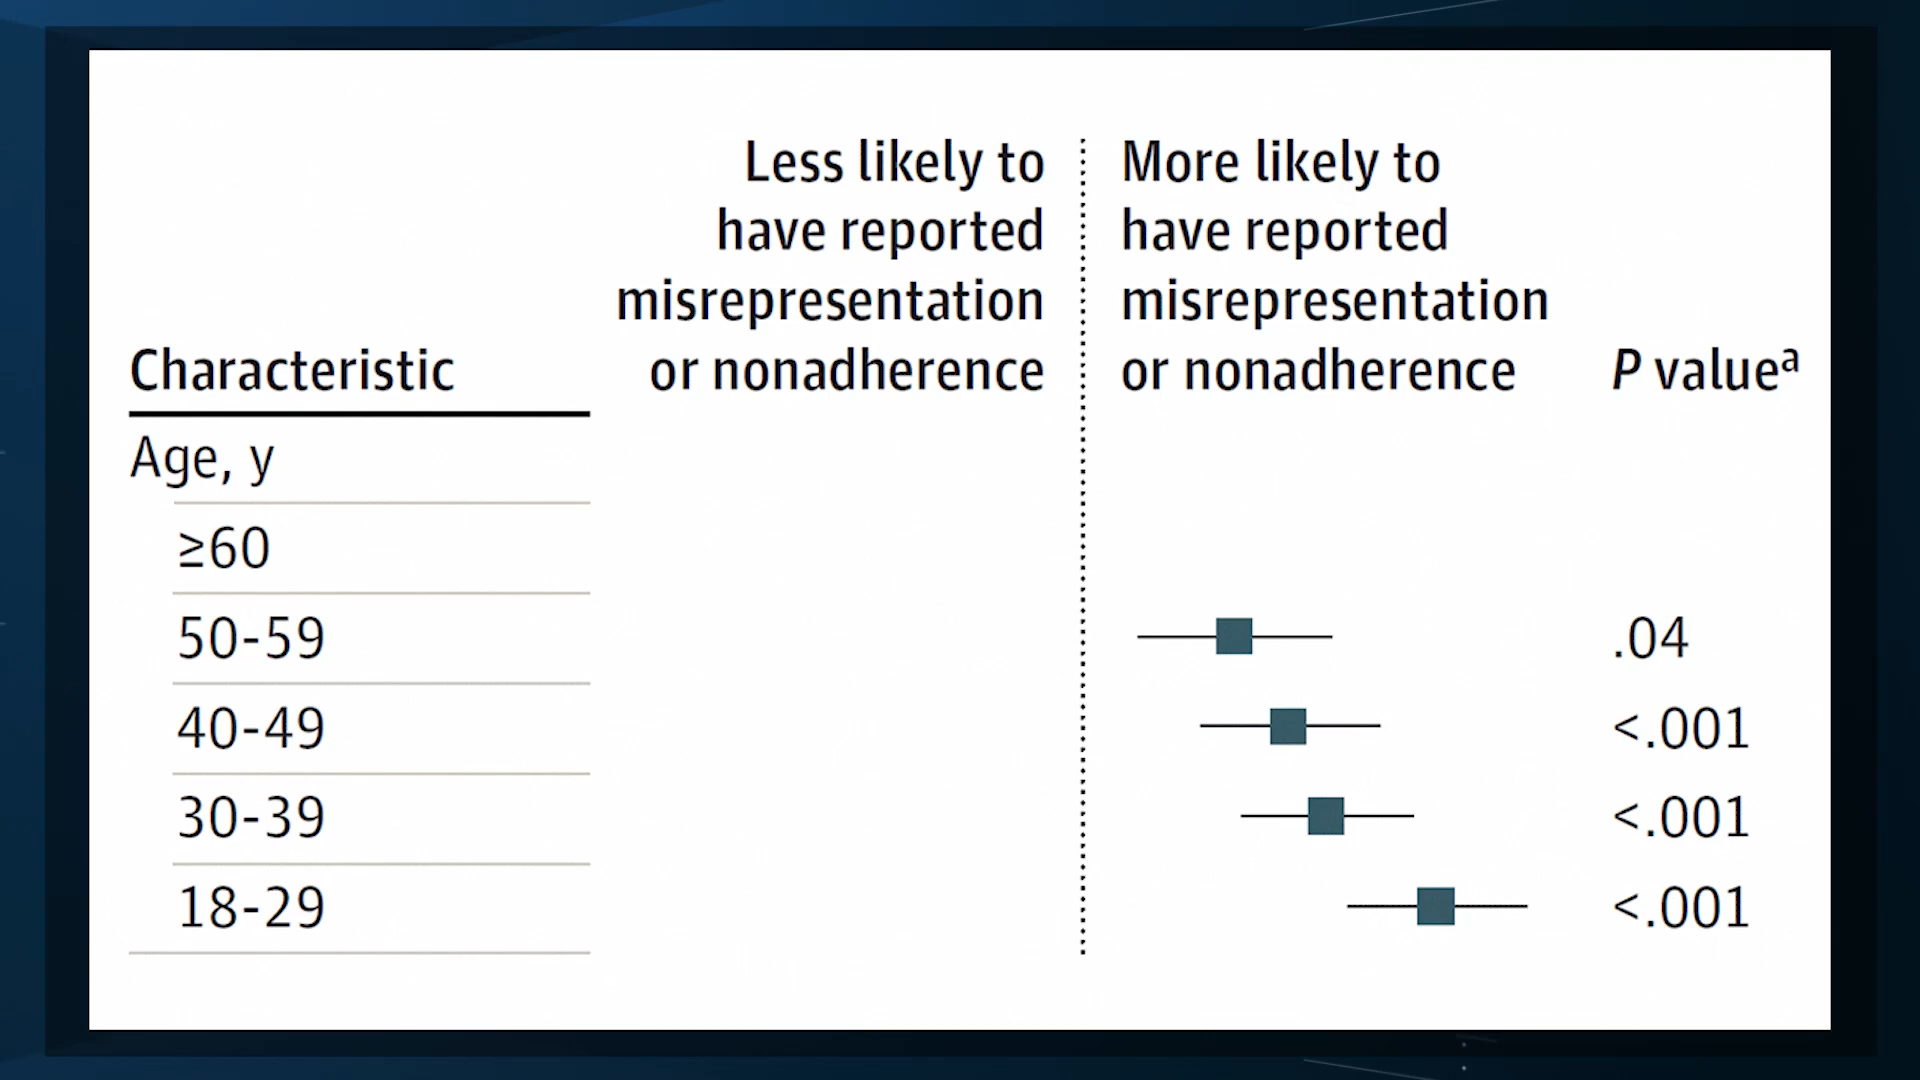 Less likely to
have reported
misrepresentation
or nonadherence
More likely to
have reported
misrepresentation
or nonadherence
Characteristic
P valueᵃ
Age, y
≥60
50-59 .04
40-49 <.001
30-39 <.001
18-29 <.001